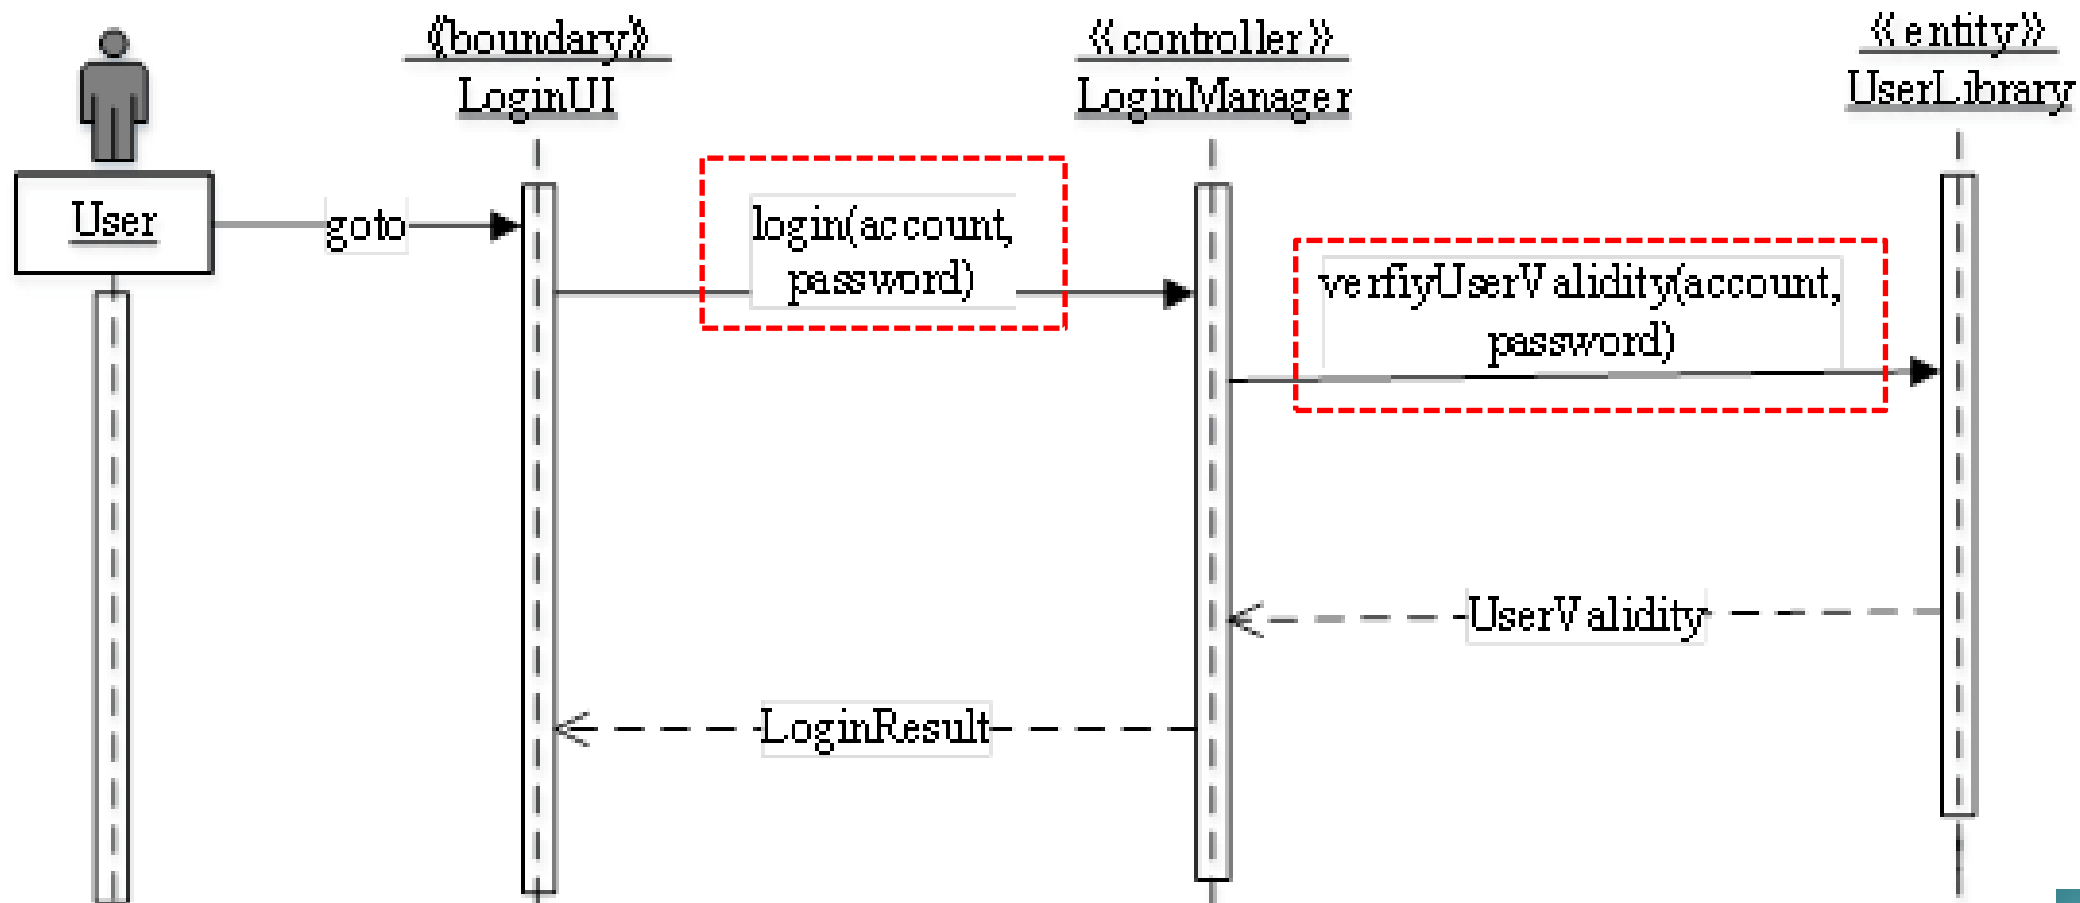 《boundary》
LoginUI
《controller》
LoginManager
《entity》
UserLibrary
User
goto
login(account,
password)
verfiyUserValidity(account,
password)
UserValidity
LoginResult